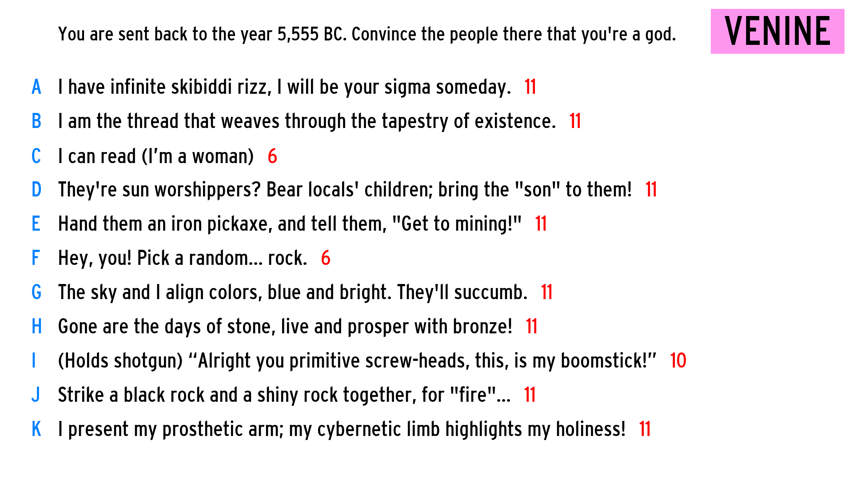 You are sent back to the year 5,555 BC. Convince the people there that you're a god.
VENINE
A I have infinite skibiddi rizz, I will be your sigma someday. 11
B I am the thread that weaves through the tapestry of existence. 11
C I can read (I’m a woman) 6
D They're sun worshippers? Bear locals' children; bring the "son" to them! 11
E Hand them an iron pickaxe, and tell them, "Get to mining!" 11
F Hey, you! Pick a random... rock. 6
G The sky and I align colors, blue and bright. They'll succumb. 11
H Gone are the days of stone, live and prosper with bronze! 11
I (Holds shotgun) “Alright you primitive screw-heads, this, is my boomstick!” 10
J Strike a black rock and a shiny rock together, for "fire"... 11
K I present my prosthetic arm; my cybernetic limb highlights my holiness! 11